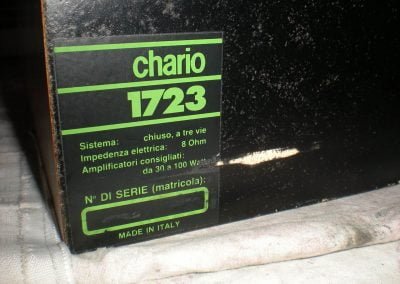 chario
1723
Sistema: chiuso, a tre vie
Impedenza elettrica: 8 Ohm
Amplificatori consigliati:
da 30 a 100 Watt
N° DI SERIE (matricola):
MADE IN ITALY